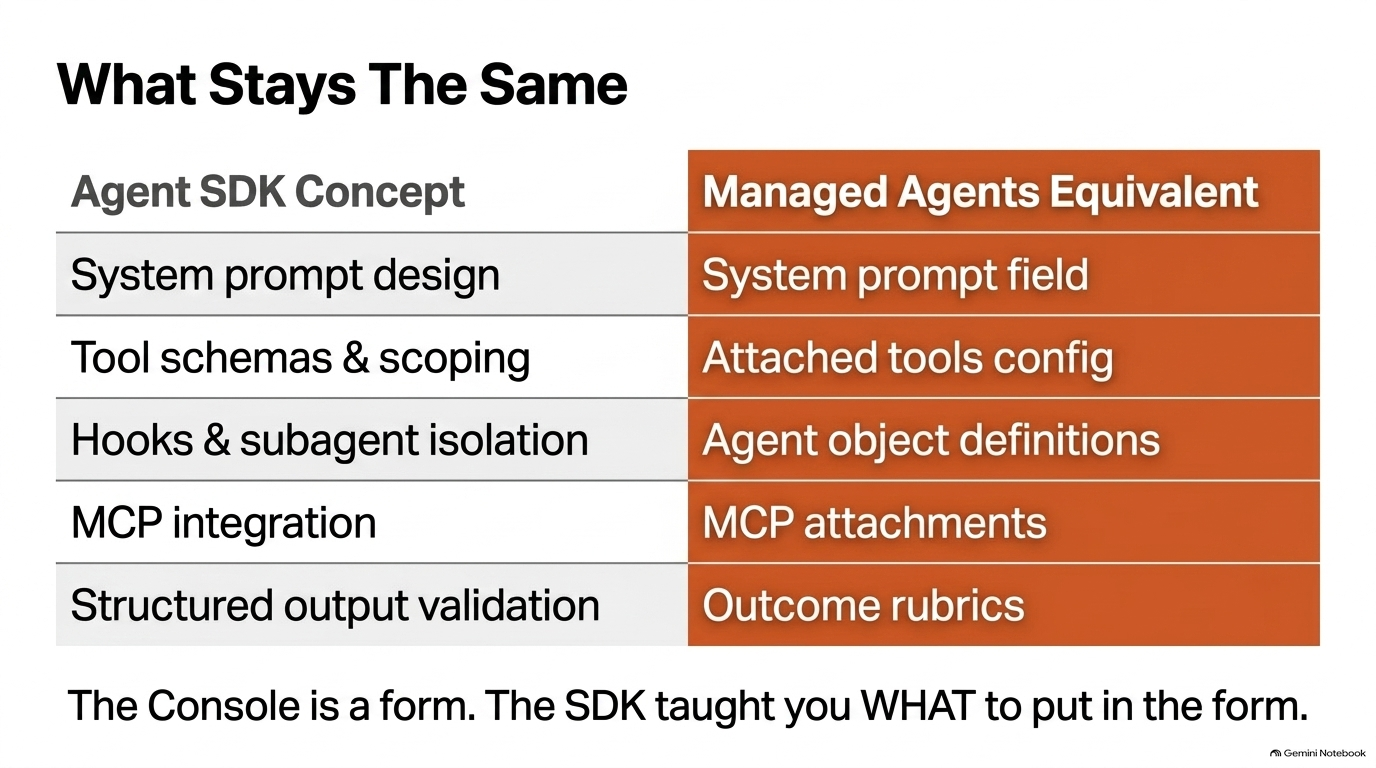 What Stays The Same
Agent SDK Concept
Managed Agents Equivalent
System prompt design
System prompt field
Tool schemas & scoping
Attached tools config
Hooks & subagent isolation
Agent object definitions
MCP integration
MCP attachments
Structured output validation
Outcome rubrics
The Console is a form. The SDK taught you WHAT to put in the form.
Gemini Notebook